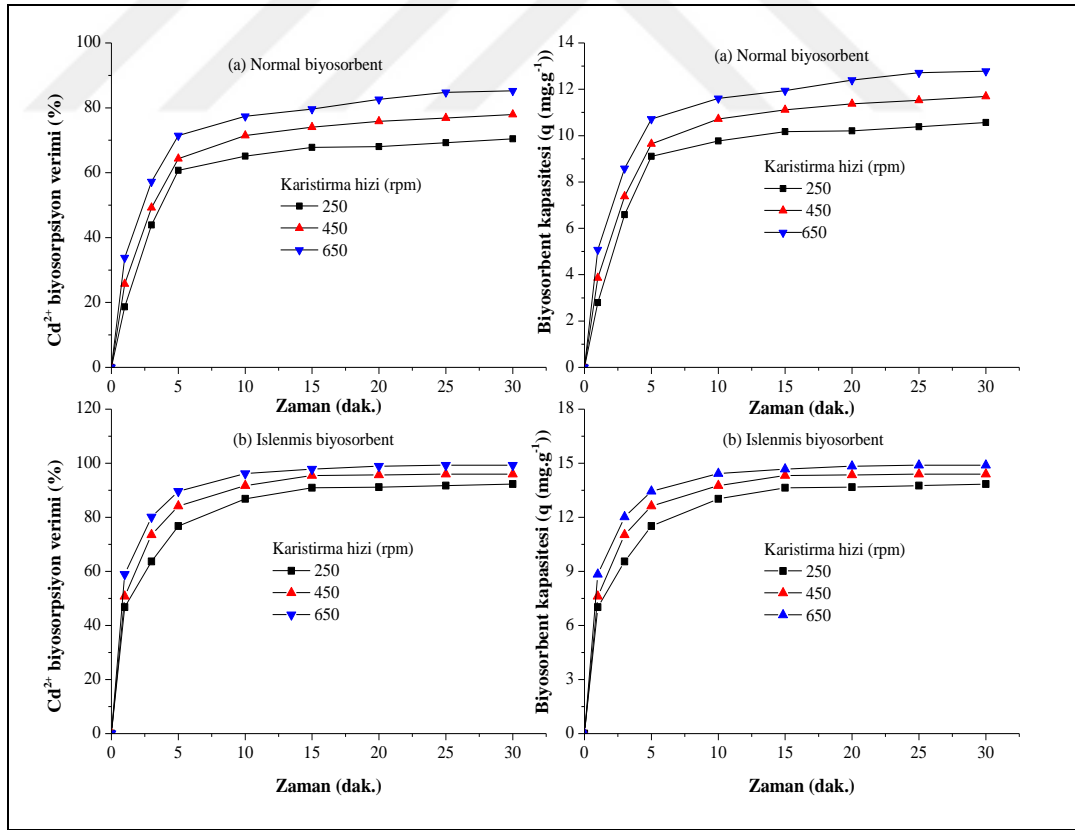 (a) Normal biyosorbent
Cd²⁺ biyosorpsiyon verimi (%)
100
80
60
40
20
0
Karistirma hizi (rpm)
250
450
650
0 5 10 15 20 25 30
Zaman (dak.)
(a) Normal biyosorbent
Biyosorbent kapasitesi (q (mg.g⁻¹))
14
12
10
8
6
4
2
0
Karistirma hizi (rpm)
250
450
650
0 5 10 15 20 25 30
Zaman (dak.)
(b) Islenmis biyosorbent
Cd²⁺ biyosorpsiyon verimi (%)
120
100
80
60
40
20
0
Karistirma hizi (rpm)
250
450
650
0 5 10 15 20 25 30
Zaman (dak.)
(b) Islenmis biyosorbent
Biyosorbent kapasitesi (q (mg.g⁻¹))
18
15
12
9
6
3
0
Karistirma hizi (rpm)
250
450
650
0 5 10 15 20 25 30
Zaman (dak.)